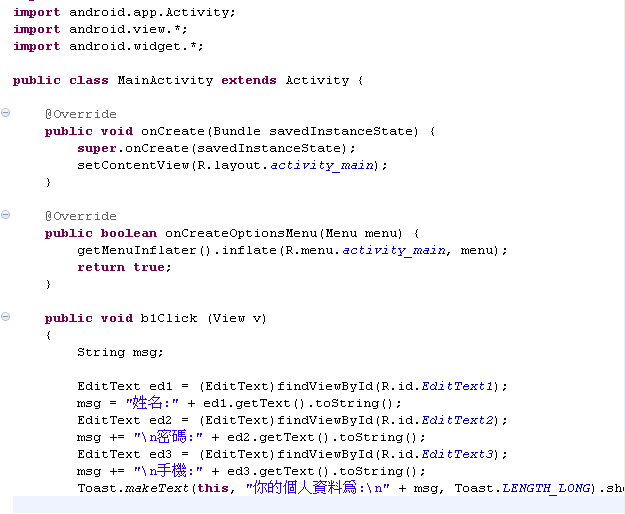 import android.app.Activity;
import android.view.*;
import android.widget.*;
public class MainActivity extends Activity {
@Override
public void onCreate(Bundle savedInstanceState) {
super.onCreate(savedInstanceState);
setContentView(R.layout.activity_main);
}
@Override
public boolean onCreateOptionsMenu(Menu menu) {
getMenuInflater().inflate(R.menu.activity_main, menu);
return true;
}
public void b1Click (View v)
{
String msg;
EditText ed1 = (EditText)findViewById(R.id.EditText1);
msg = "姓名:" + ed1.getText().toString();
EditText ed2 = (EditText)findViewById(R.id.EditText2);
msg += "\n密碼:" + ed2.getText().toString();
EditText ed3 = (EditText)findViewById(R.id.EditText3);
msg += "\n手機:" + ed3.getText().toString();
Toast.makeText(this, "你的個人資料為:\n" + msg, Toast.LENGTH_LONG).sh